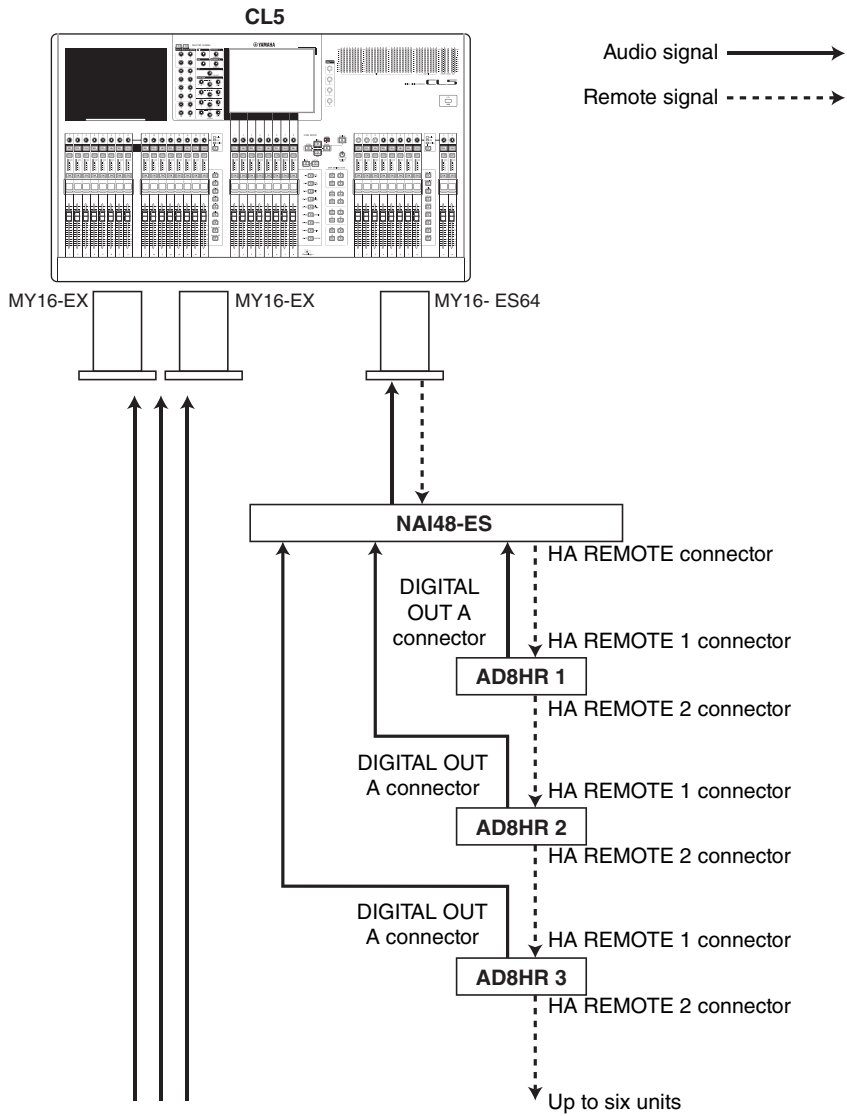 CL5
YAMAHA
CL5
Audio signal
Remote signal
MY16-EX
MY16-EX
MY16- ES64
NAI48-ES
HA REMOTE connector
DIGITAL
OUT A
connector
HA REMOTE 1 connector
AD8HR 1
HA REMOTE 2 connector
DIGITAL OUT
A connector
HA REMOTE 1 connector
AD8HR 2
HA REMOTE 2 connector
DIGITAL OUT
A connector
HA REMOTE 1 connector
AD8HR 3
HA REMOTE 2 connector
Up to six units